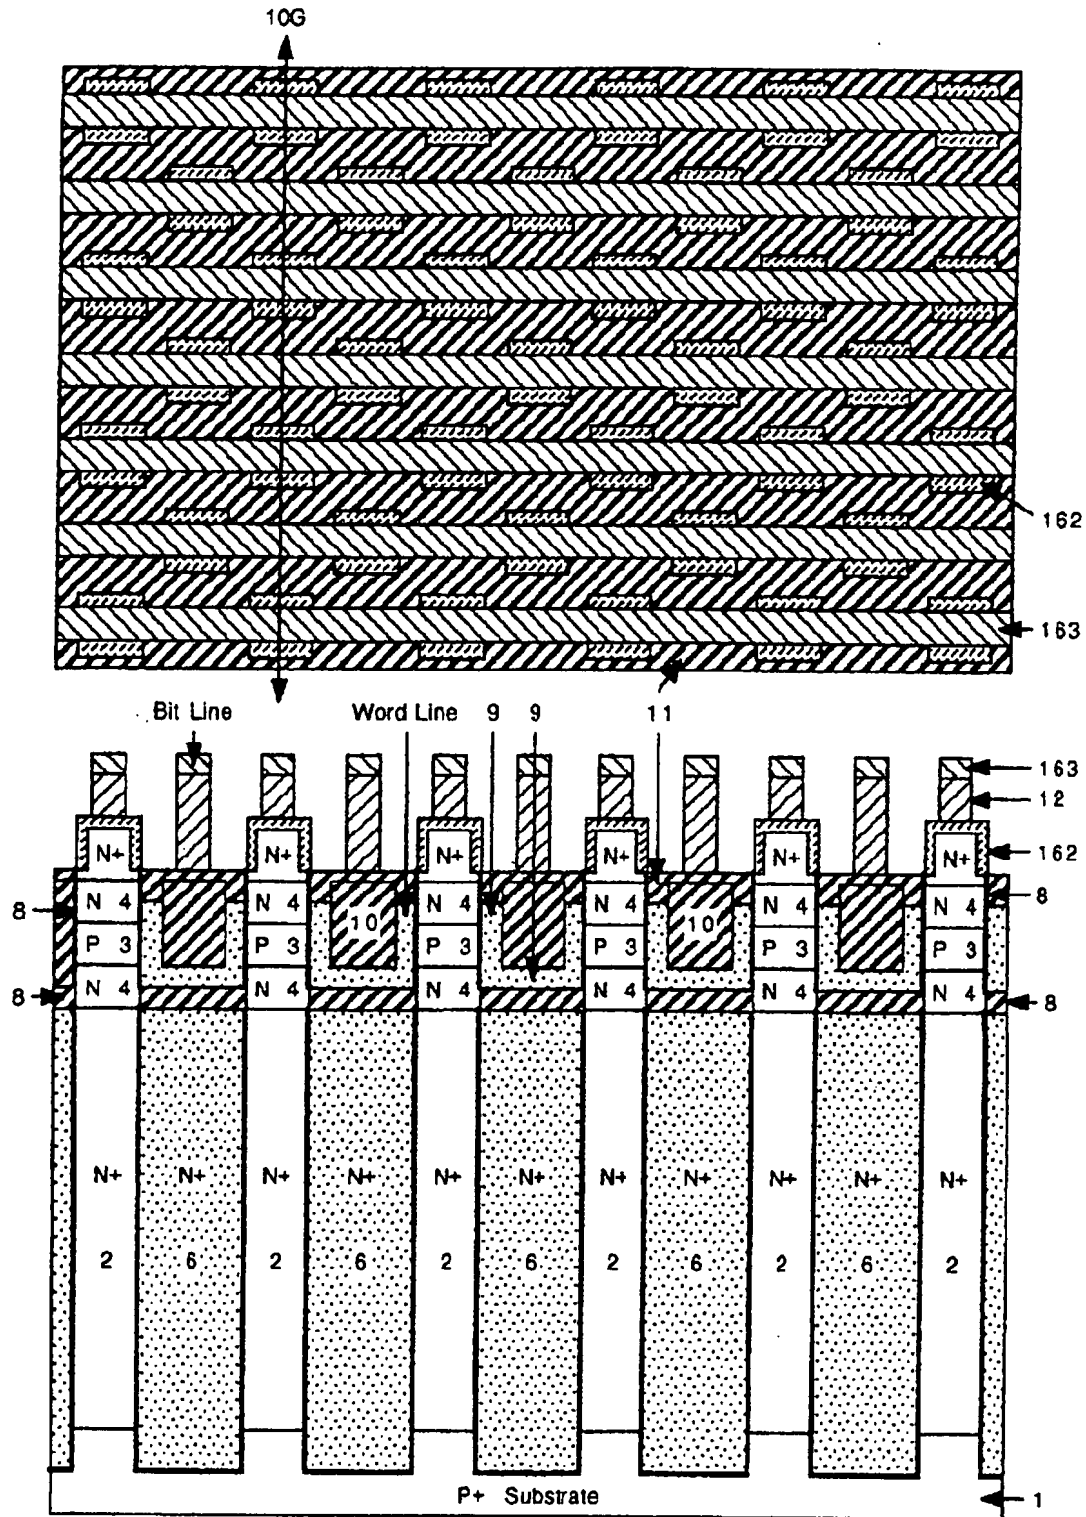 10G
162
163
Bit Line Word Line 9 9 11
163
12
N+ N+ N+ N+ N+ N+ 162
8 N 4 N 4 N 4 N 4 N 4 N 4 8
10 10
P 3 P 3 P 3 P 3 P 3 P 3
8 N 4 N 4 N 4 N 4 N 4 N 4 8
N+ N+ N+ N+ N+ N+ N+ N+ N+ N+ N+
2 6 2 6 2 6 2 6 2 6 2
P+ Substrate 1